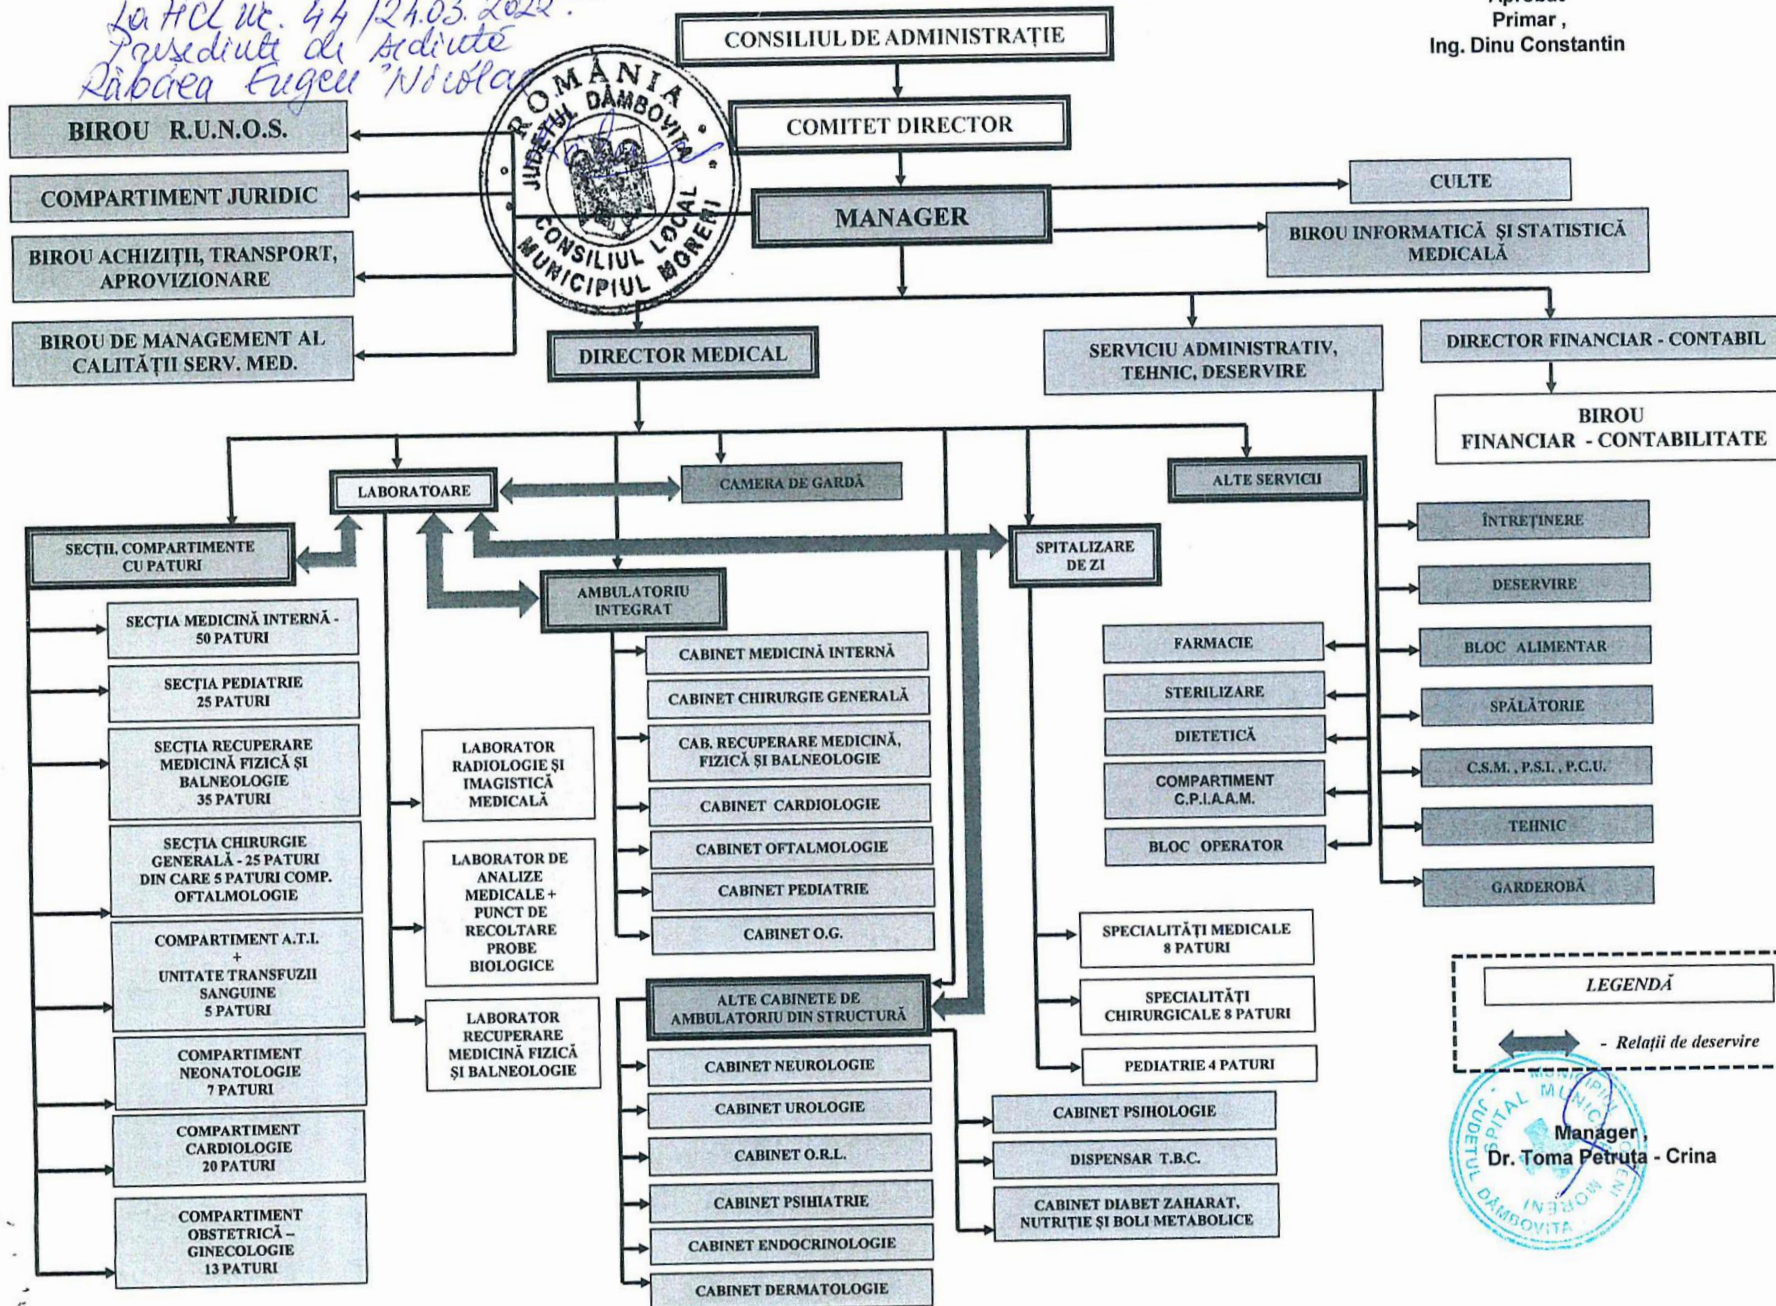 La HCL nr. 44/24.03.2022.
Președinte de ședință
Râbâea Eugen Nicolae
Aprobat
Primar ,
Ing. Dinu Constantin
ROMÂNIA
JUDEȚUL DÂMBOVIȚA
CONSILIUL LOCAL
MUNICIPIUL MORENI
CONSILIUL DE ADMINISTRAȚIE
COMITET DIRECTOR
MANAGER
BIROU R.U.N.O.S.
COMPARTIMENT JURIDIC
BIROU ACHIZIȚII, TRANSPORT,
APROVIZIONARE
BIROU DE MANAGEMENT AL
CALITĂȚII SERV. MED.
CULTE
BIROU INFORMATICĂ ȘI STATISTICĂ
MEDICALĂ
DIRECTOR MEDICAL
SERVICIU ADMINISTRATIV,
TEHNIC, DESERVIRE
DIRECTOR FINANCIAR - CONTABIL
BIROU
FINANCIAR - CONTABILITATE
LABORATOARE
CAMERA DE GARDĂ
ALTE SERVICII
SECȚII. COMPARTIMENTE
CU PATURI
AMBULATORIU
INTEGRAT
SPITALIZARE
DE ZI
SECȚIA MEDICINĂ INTERNĂ -
50 PATURI
SECȚIA PEDIATRIE
25 PATURI
SECȚIA RECUPERARE
MEDICINĂ FIZICĂ ȘI
BALNEOLOGIE
35 PATURI
SECȚIA CHIRURGIE
GENERALĂ - 25 PATURI
DIN CARE 5 PATURI COMP.
OFTALMOLOGIE
COMPARTIMENT A.T.I.
+
UNITATE TRANSFUZII
SANGUINE
5 PATURI
COMPARTIMENT
NEONATOLOGIE
7 PATURI
COMPARTIMENT
CARDIOLOGIE
20 PATURI
COMPARTIMENT
OBSTETRICĂ –
GINECOLOGIE
13 PATURI
LABORATOR
RADIOLOGIE ȘI
IMAGISTICĂ
MEDICALĂ
LABORATOR DE
ANALIZE
MEDICALE +
PUNCT DE
RECOLTARE
PROBE
BIOLOGICE
LABORATOR
RECUPERARE
MEDICINĂ FIZICĂ
ȘI BALNEOLOGIE
CABINET MEDICINĂ INTERNĂ
CABINET CHIRURGIE GENERALĂ
CAB. RECUPERARE MEDICINĂ,
FIZICĂ ȘI BALNEOLOGIE
CABINET CARDIOLOGIE
CABINET OFTALMOLOGIE
CABINET PEDIATRIE
CABINET O.G.
ALTE CABINETE DE
AMBULATORIU DIN STRUCTURĂ
CABINET NEUROLOGIE
CABINET UROLOGIE
CABINET O.R.L.
CABINET PSIHIATRIE
CABINET ENDOCRINOLOGIE
CABINET DERMATOLOGIE
CABINET PSIHOLOGIE
DISPENSAR T.B.C.
CABINET DIABET ZAHARAT,
NUTRIȚIE ȘI BOLI METABOLICE
SPECIALITĂȚI MEDICALE
8 PATURI
SPECIALITĂȚI
CHIRURGICALE 8 PATURI
PEDIATRIE 4 PATURI
FARMACIE
STERILIZARE
DIETETICĂ
COMPARTIMENT
C.P.I.A.A.M.
BLOC OPERATOR
ÎNTREȚINERE
DESERVIRE
BLOC ALIMENTAR
SPĂLĂTORIE
C.S.M. , P.S.I. , P.C.U.
TEHNIC
GARDEROBĂ
LEGENDĂ
- Relații de deservire
JUDEȚUL DÂMBOVIȚA
MUNICIPIUL MORENI
SPITAL MUNICIPAL
MORENI
Manager ,
Dr. Toma Petruța - Crina